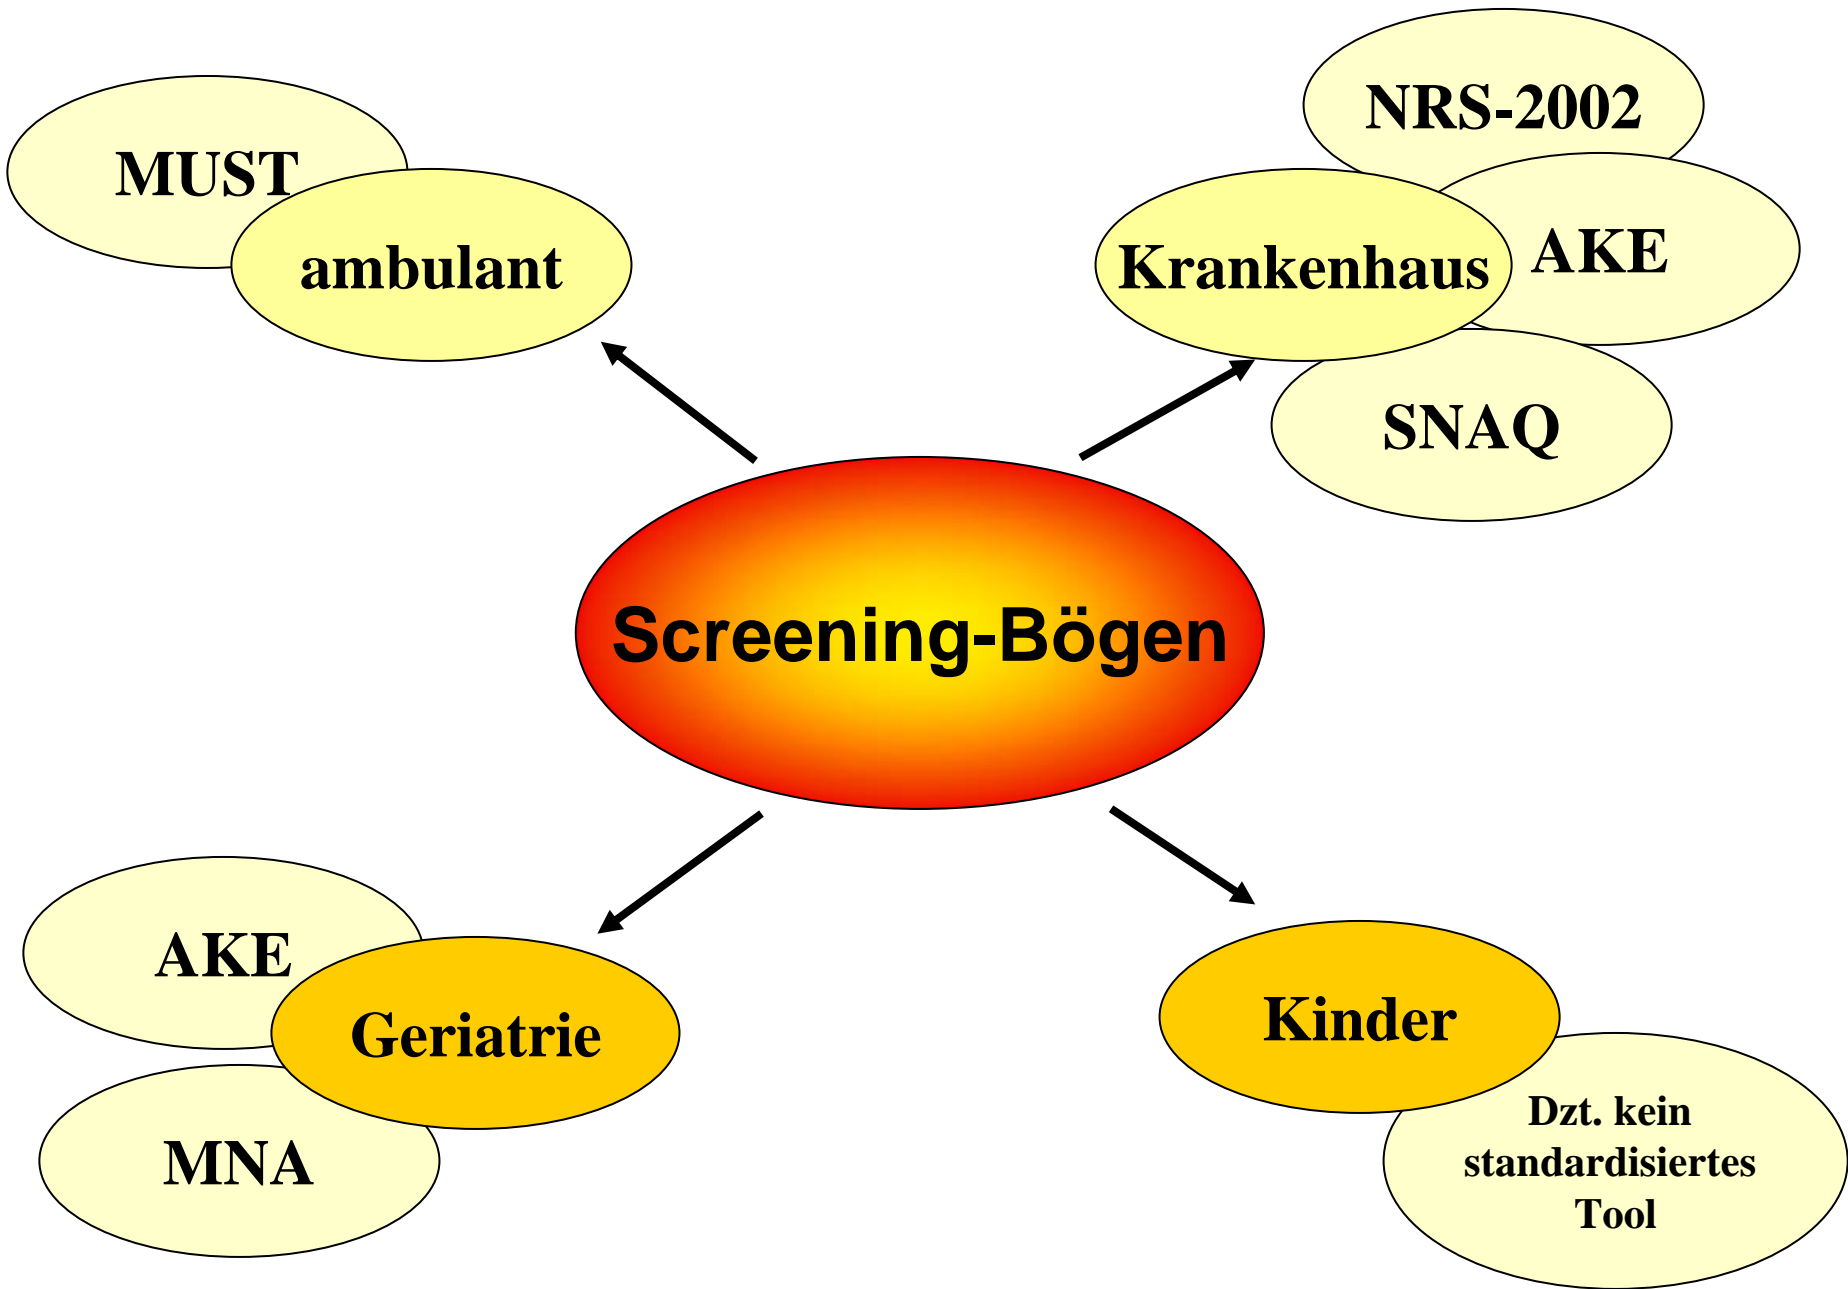 MUST
ambulant
NRS-2002
Krankenhaus
AKE
SNAQ
Screening-Bögen
AKE
Geriatrie
MNA
Kinder
Dzt. kein
standardisiertes
Tool